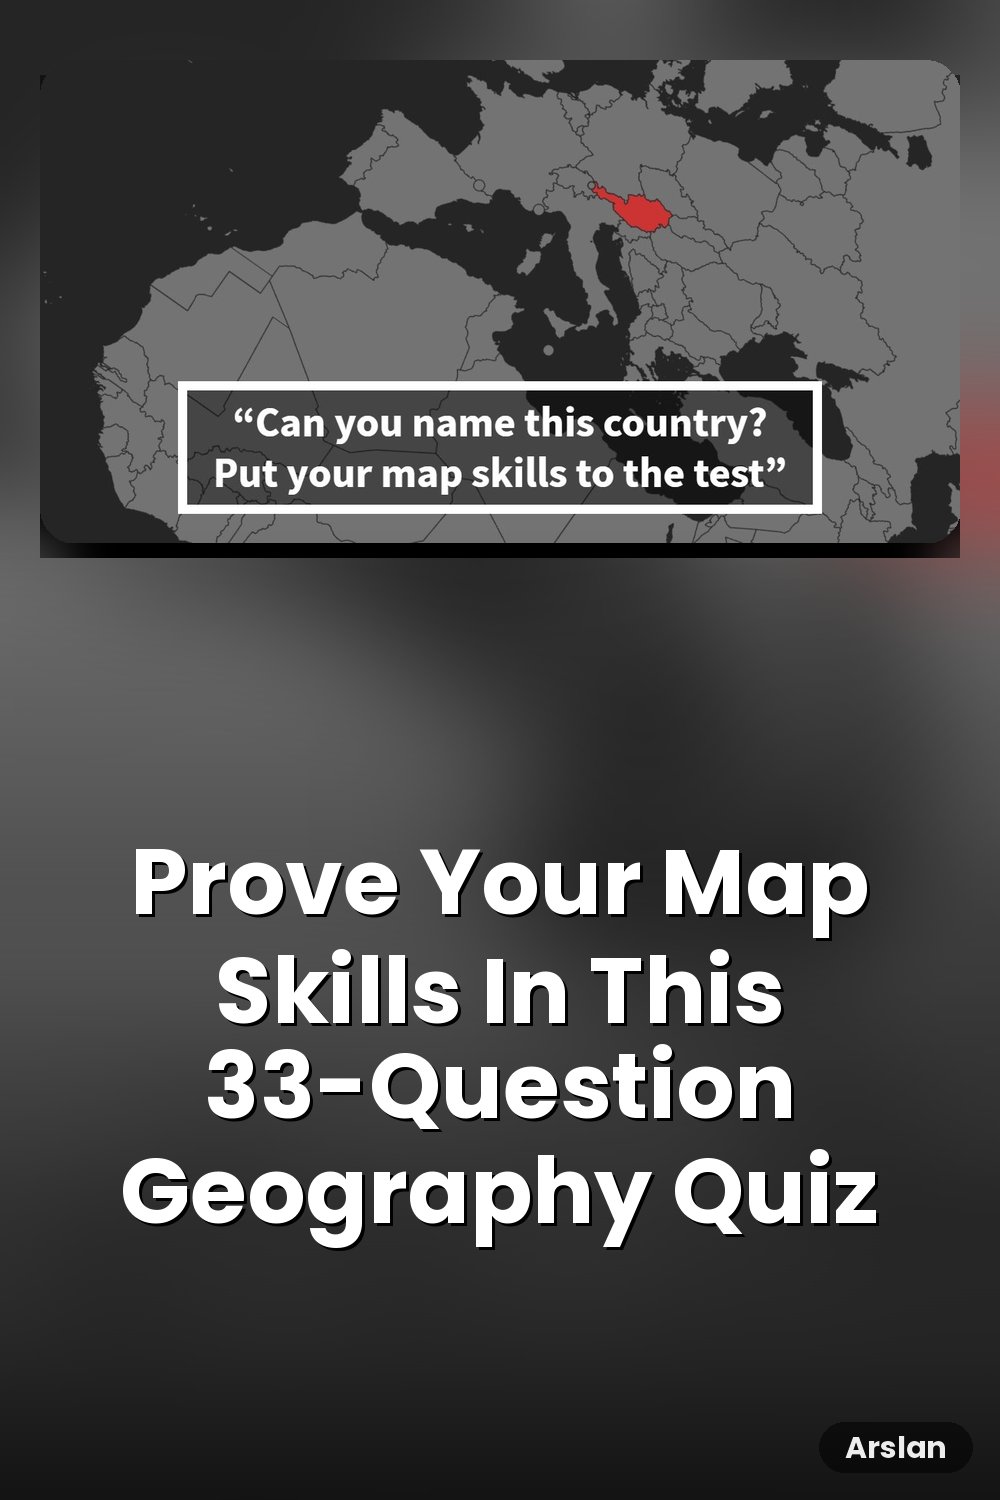 “Can you name this country?
Put your map skills to the test”
Prove Your Map
Skills In This
33-Question
Geography Quiz
Arslan